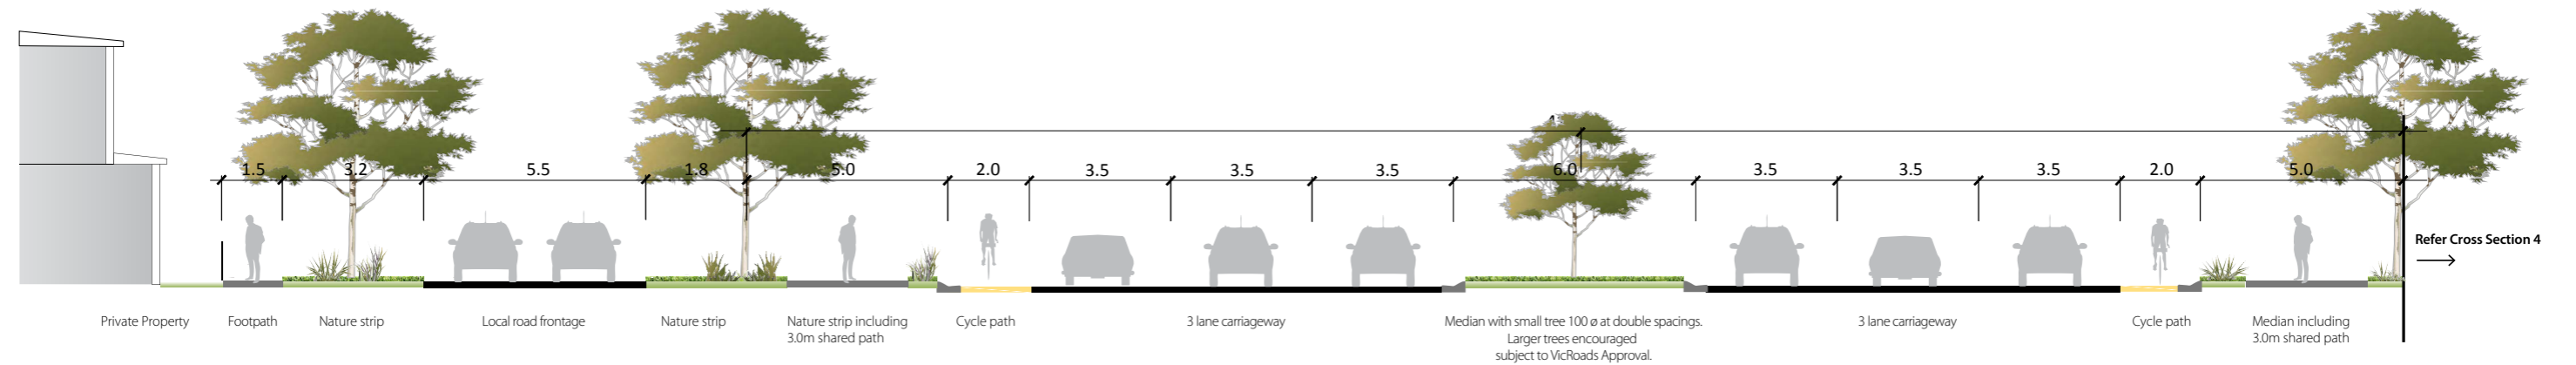 1.5 3.2 5.5 1.8 5.0 2.0 3.5 3.5 3.5 6.0 3.5 3.5 3.5 2.0 5.0
Refer Cross Section 4
Private Property
Footpath
Nature strip
Local road frontage
Nature strip
Nature strip including
3.0m shared path
Cycle path
3 lane carriageway
Median with small tree 100 ø at double spacings.
Larger trees encouraged
subject to VicRoads Approval.
3 lane carriageway
Cycle path
Median including
3.0m shared path